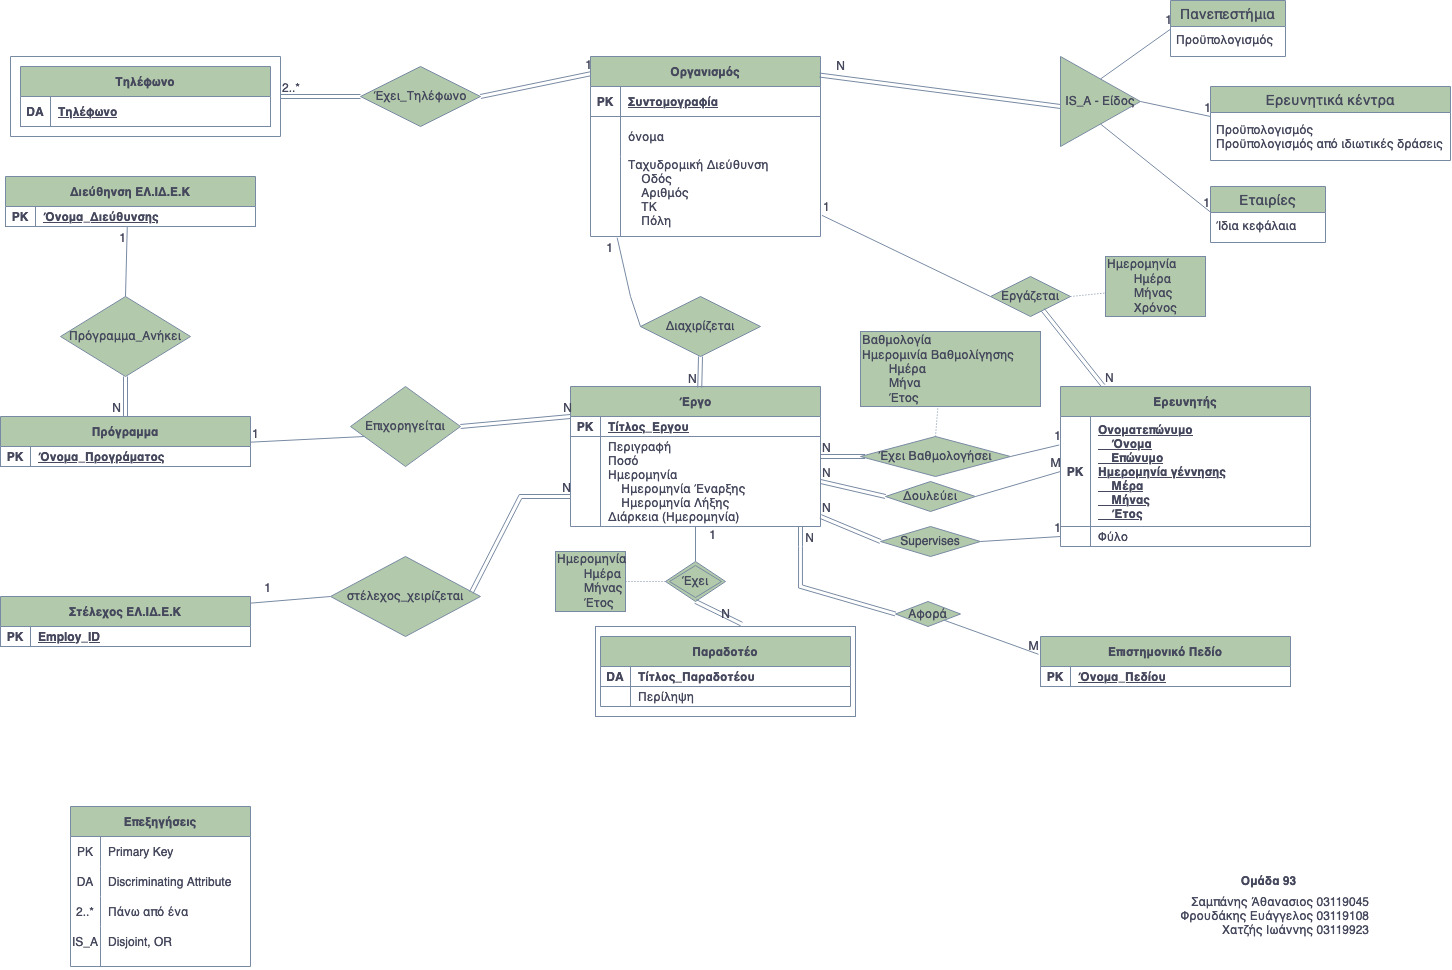 Πανεπεστήμια
Προϋπολογισμός
1
Τηλέφωνο
DA Τηλέφωνο
2..*
Έχει_Τηλέφωνο
1
Οργανισμός
PK Συντομογραφία
όνομα
Ταχυδρομική Διεύθυνση
Οδός
Αριθμός
ΤΚ
Πόλη
N
IS_A - Είδος
1
Ερευνητικά κέντρα
Προϋπολογισμός
Προϋπολογισμός από ιδιωτικές δράσεις
1
Εταιρίες
Ίδια κεφάλαια
Διεύθηνση ΕΛ.ΙΔ.Ε.Κ
PK Όνομα_Διεύθυνσης
1
Πρόγραμμα_Ανήκει
N
1
Διαχιρίζεται
N
1
Εργάζεται
Ημερομηνία
Ημέρα
Μήνας
Χρόνος
N
Βαθμολογία
Ημερομινία Βαθμολίγησης
Ημέρα
Μήνα
Έτος
Πρόγραμμα
PK Όνομα_Προγράματος
1
Επιχορηγείται
N
Έργο
PK Τίτλος_Εργου
Περιγραφή
Ποσό
Ημερομηνία
Ημερομηνία Έναρξης
Ημερομηνία Λήξης
Διάρκεια (Ημερομηνία)
N
Έχει Βαθμολογήσει
1
N
Δουλεύει
M
N
Supervises
1
Ερευνητής
PK
Ονοματεπώνυμο
Όνομα
Επώνυμο
Ημερομηνία γέννησης
Μέρα
Μήνας
Έτος
Φύλο
N
στέλεχος_χειρίζεται
1
Στέλεχος ΕΛ.ΙΔ.Ε.Κ
PK Employ_ID
1
Έχει
Ημερομηνία
Ημέρα
Μήνας
Έτος
N
N
Αφορά
M
Επιστημονικό Πεδίο
PK Όνομα_Πεδίου
Παραδοτέο
DA Τίτλος_Παραδοτέου
Περίληψη
Επεξηγήσεις
PK Primary Key
DA Discriminating Attribute
2..* Πάνω από ένα
IS_A Disjoint, OR
Ομάδα 93
Σαμπάνης Άθανασιος 03119045
Φρουδάκης Ευάγγελος 03119108
Χατζής Ιωάννης 03119923